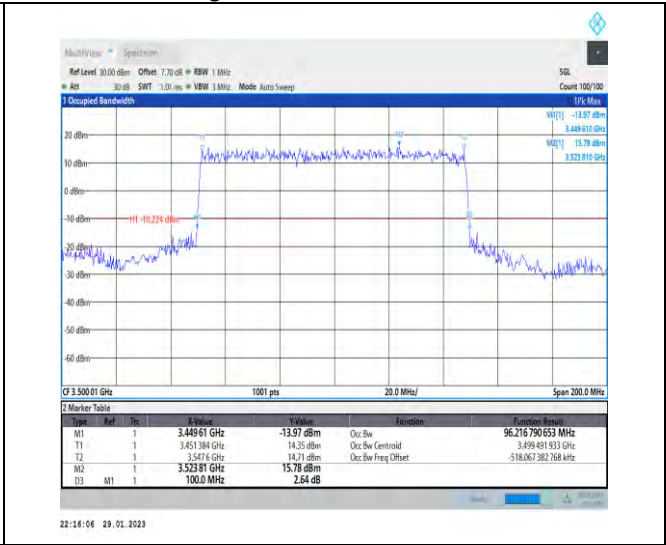 MultiView Spectrum
Ref Level 30.00 dBm Offset 7.70 dB RBW 1 MHz SGL
Att 30 dB SWT 1.01 ms VBW 3 MHz Mode Auto Sweep Count 100/100
1 Occupied Bandwidth 1Pk Max
M1[1] -13.97 dBm
3.449 610 GHz
M2[1] 15.78 dBm
3.523 810 GHz
20 dBm
10 dBm
0 dBm
-10 dBm
H1 -10.224 dBm
-20 dBm
-30 dBm
-40 dBm
-50 dBm
-60 dBm
CF 3.500 01 GHz 1001 pts 20.0 MHz/ Span 200.0 MHz
2 Marker Table
Type Ref Trc X-Value Y-Value Function Function Result
M1 1 3.449 61 GHz -13.97 dBm Occ Bw 96.216 790 653 MHz
T1 1 3.451 384 GHz 14.35 dBm Occ Bw Centroid 3.499 491 933 GHz
T2 1 3.547 6 GHz 14.71 dBm Occ Bw Freq Offset -518.067 382 768 kHz
M2 1 3.523 81 GHz 15.78 dBm
D3 M1 1 100.0 MHz 2.64 dB
22:16:06 29.01.2023